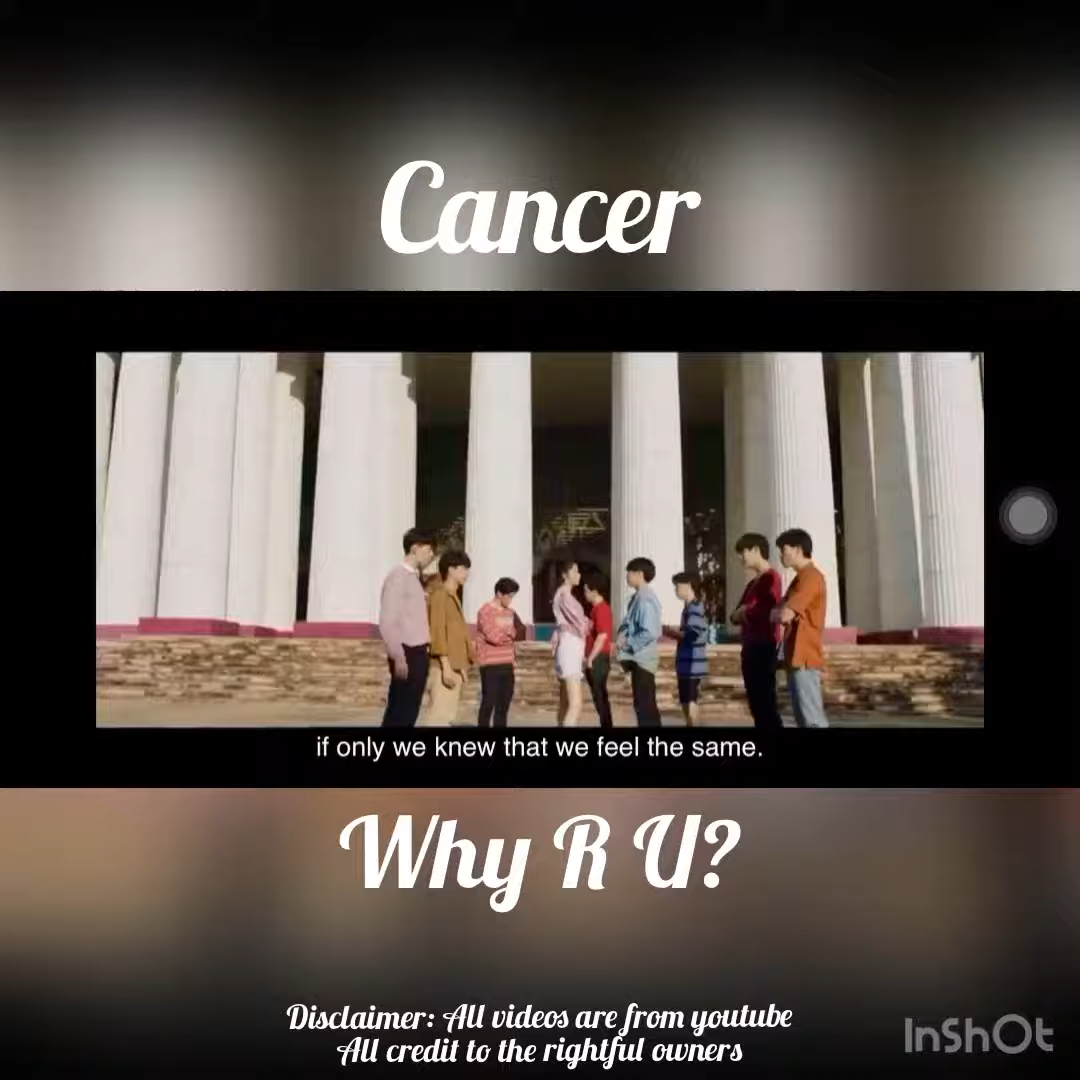 Cancer
if only we knew that we feel the same.
Why R U?
Disclaimer: All videos are from youtube
All credit to the rightful owners
InShOt